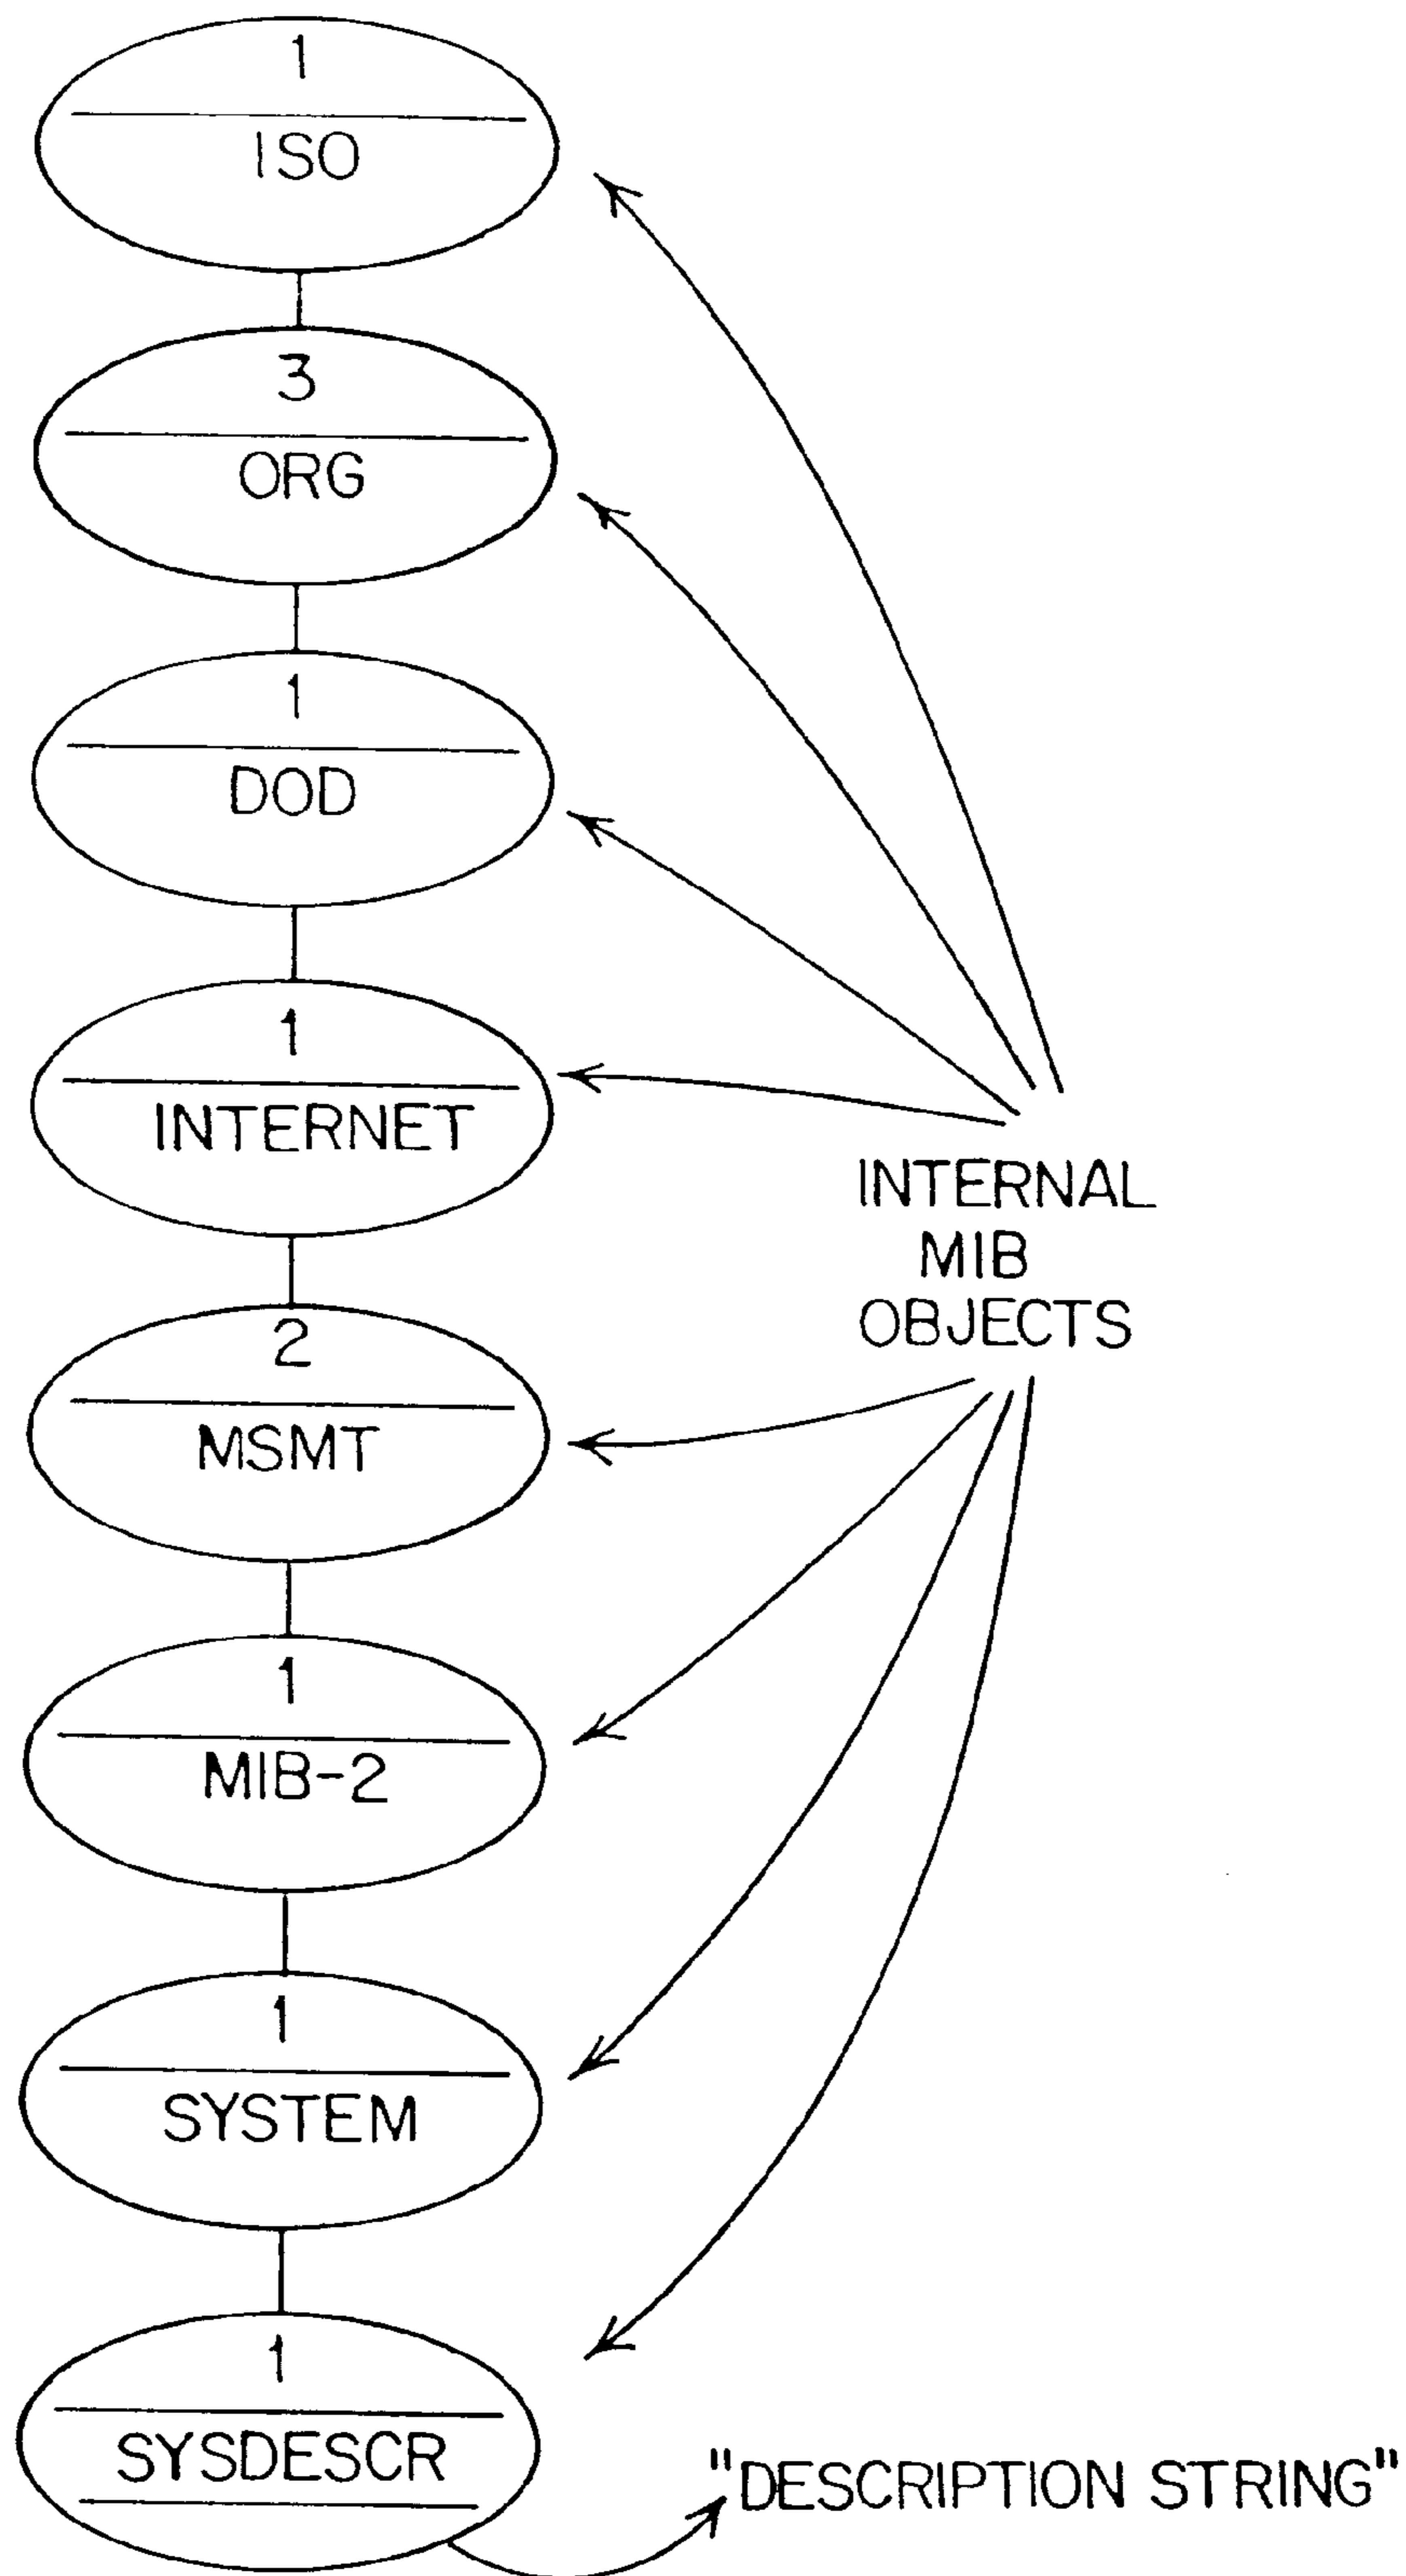 1
ISO
3
ORG
1
DOD
1
INTERNET
INTERNAL
MIB
OBJECTS
2
MSMT
1
MIB-2
1
SYSTEM
1
SYSDESCR
"DESCRIPTION STRING"